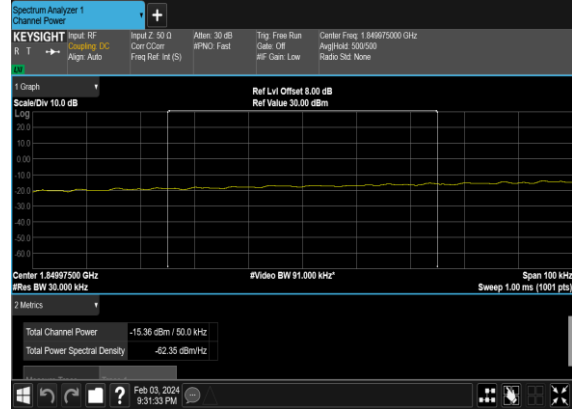 Spectrum Analyzer 1
Channel Power
+
KEYSIGHT
R T
LXI
Input: RF
Coupling: DC
Align: Auto
Input Z: 50 Ω
Corr CCorr
Freq Ref: Int (S)
Atten: 30 dB
#PNO: Fast
Trig: Free Run
Gate: Off
#IF Gain: Low
Center Freq: 1.849975000 GHz
Avg|Hold: 500/500
Radio Std: None
1 Graph
Scale/Div 10.0 dB
Ref Lvl Offset 8.00 dB
Ref Value 30.00 dBm
Log
20.0
10.0
0.00
-10.0
-20.0
-30.0
-40.0
-50.0
-60.0
Center 1.84997500 GHz
#Res BW 30.000 kHz
#Video BW 91.000 kHz*
Span 100 kHz
Sweep 1.00 ms (1001 pts)
2 Metrics
Total Channel Power -15.36 dBm / 50.0 kHz
Total Power Spectral Density -62.35 dBm/Hz
?
Feb 03, 2024
9:31:33 PM